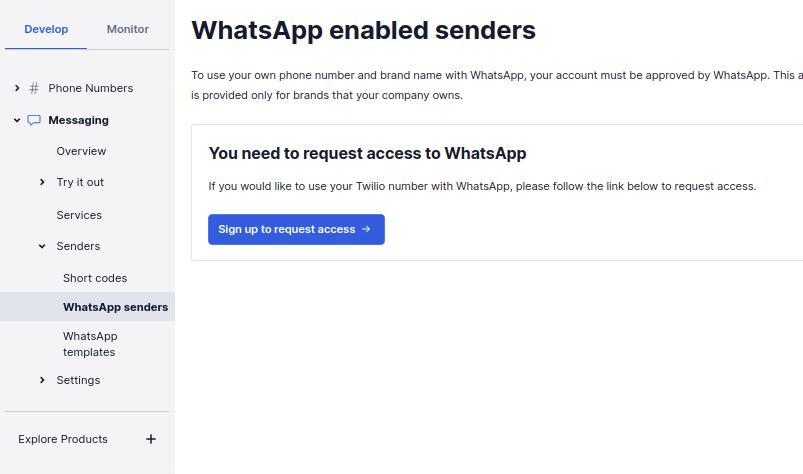 Develop
Monitor
Phone Numbers
Messaging
Overview
Try it out
Services
Senders
Short codes
WhatsApp senders
WhatsApp
templates
Settings
Explore Products
WhatsApp enabled senders
To use your own phone number and brand name with WhatsApp, your account must be approved by WhatsApp. This a
is provided only for brands that your company owns.
You need to request access to WhatsApp
If you would like to use your Twilio number with WhatsApp, please follow the link below to request access.
Sign up to request access →